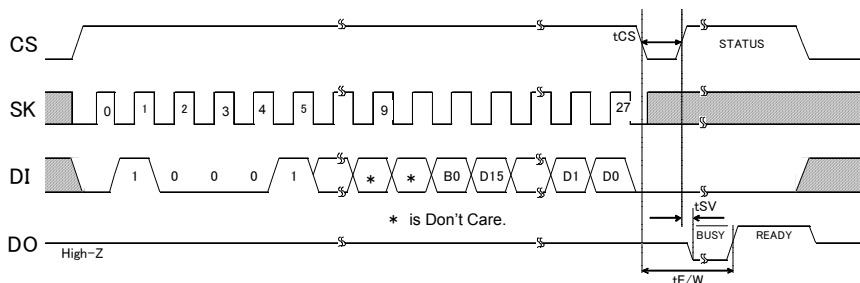 CS tCS STATUS
SK 0 1 2 3 4 5 9 27
DI 1 0 0 0 1 * * B0 D15 D1 D0
* is Don't Care.
tSV
DO High-Z BUSY READY
tE/W